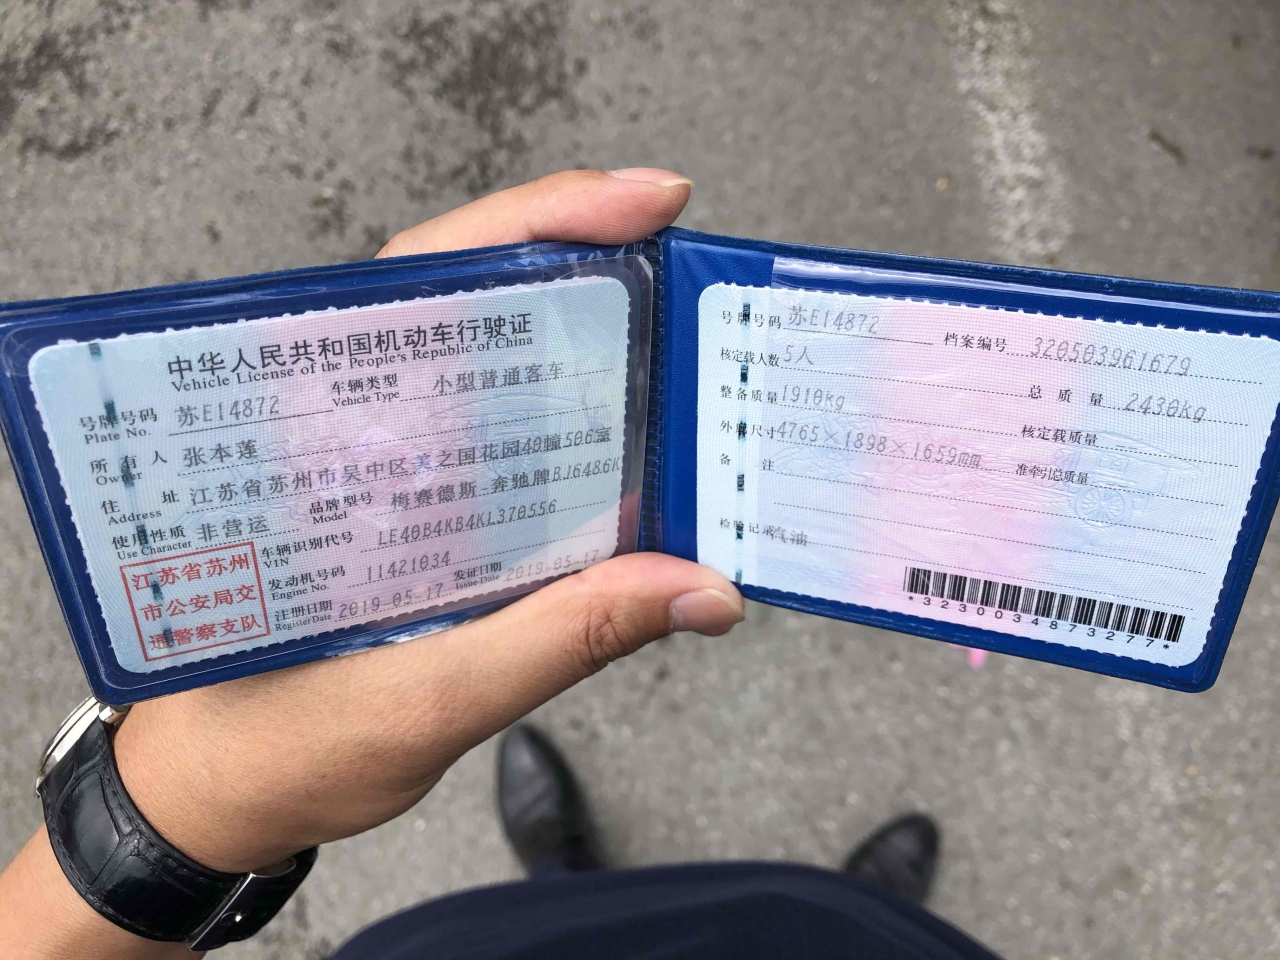 中华人民共和国机动车行驶证
Vehicle License of the People's Republic of China
号牌号码 苏E14872 车辆类型 小型普通客车
Plate No. Vehicle Type
所有人 张本莲
Owner
住址 江苏省苏州市吴中区美之国花园40幢506室
Address
使用性质 非营运 品牌型号 梅赛德斯-奔驰牌BJ6486K
Use Character Model
车辆识别代号 LE40B4KB4KL370556
VIN
发动机号码 11421034 发证日期 2019-05-17
Engine No. Issue Date
注册日期 2019-05-17
Register Date
江苏省苏州
市公安局交
通警察支队
号牌号码 苏E14872 档案编号 320503961679
核定载人数 5人 总质量 2430kg
整备质量 1910kg 核定载质量 --
外廓尺寸 4765×1898×1659mm 准牵引总质量
备注
检验记录 汽油
*3230034873277*